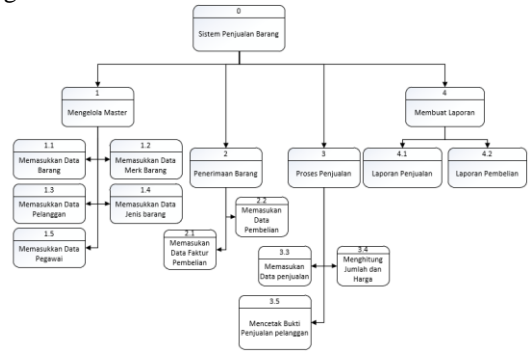 0
Sistem Penjualan Barang
1
Mengelola Master
4
Membuat Laporan
1.1
Memasukkan Data
Barang
1.2
Memasukkan Data
Merk Barang
2
Penerimaan Barang
3
Proses Penjualan
4.1
Laporan Penjualan
4.2
Laporan Pembelian
1.3
Memasukkan Data
Pelanggan
1.4
Memasukkan Data
Jenis barang
2.2
Memasukan
Data
Pembelian
1.5
Memasukkan Data
Pegawai
2.1
Memasukan
Data Faktur
Pembelian
3.3
Memasukan
Data penjualan
3.4
Menghitung
Jumlah dan
Harga
3.5
Mencetak Bukti
Penjualan pelanggan